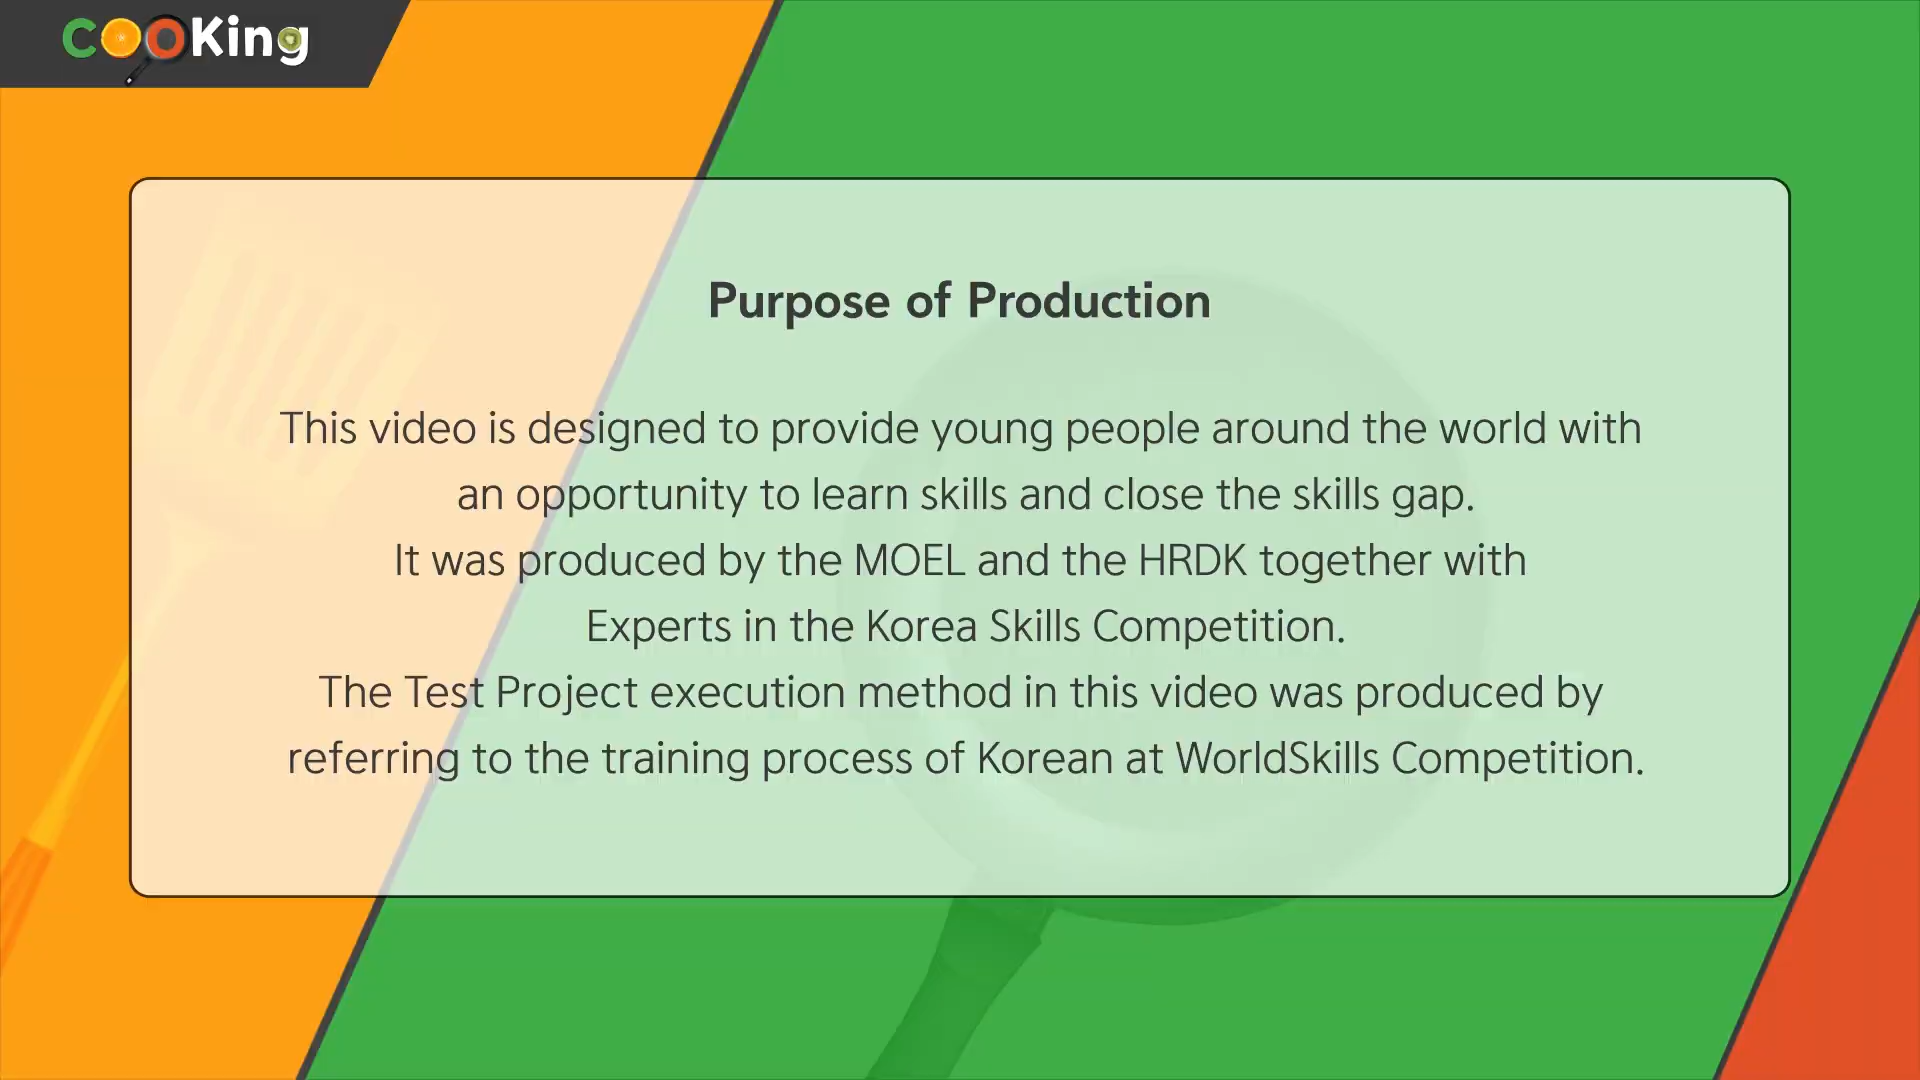 cooKing
Purpose of Production
This video is designed to provide young people around the world with
an opportunity to learn skills and close the skills gap.
It was produced by the MOEL and the HRDK together with
Experts in the Korea Skills Competition.
The Test Project execution method in this video was produced by
referring to the training process of Korean at WorldSkills Competition.